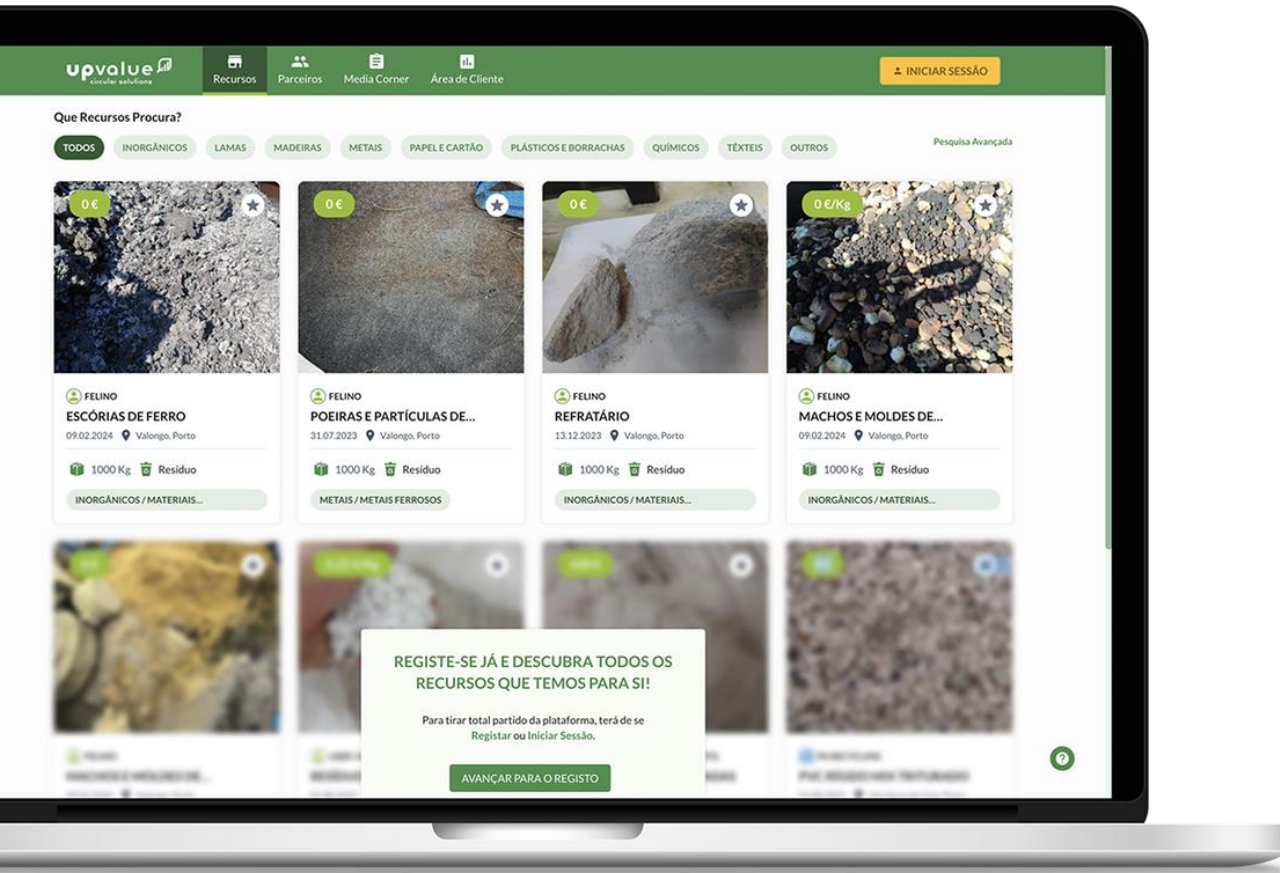 upvalue
circular solutions
Recursos
Parceiros
Media Corner
Área de Cliente
INICIAR SESSÃO
Que Recursos Procura?
TODOS
INORGÂNICOS
LAMAS
MADEIRAS
METAIS
PAPEL E CARTÃO
PLÁSTICOS E BORRACHAS
QUÍMICOS
TÊXTEIS
OUTROS
Pesquisa Avançada
0 €
FELINO
ESCÓRIAS DE FERRO
09.02.2024 Valongo, Porto
1000 Kg Resíduo
INORGÂNICOS / MATERIAIS...
0 €
FELINO
POEIRAS E PARTÍCULAS DE...
31.07.2023 Valongo, Porto
1000 Kg Resíduo
METAIS / METAIS FERROSOS
0 €
FELINO
REFRATÁRIO
13.12.2023 Valongo, Porto
1000 Kg Resíduo
INORGÂNICOS / MATERIAIS...
0 €/Kg
FELINO
MACHOS E MOLDES DE...
09.02.2024 Valongo, Porto
1000 Kg Resíduo
INORGÂNICOS / MATERIAIS...
REGISTE-SE JÁ E DESCUBRA TODOS OS
RECURSOS QUE TEMOS PARA SI!
Para tirar total partido da plataforma, terá de se
Registar ou Iniciar Sessão.
AVANÇAR PARA O REGISTO
?